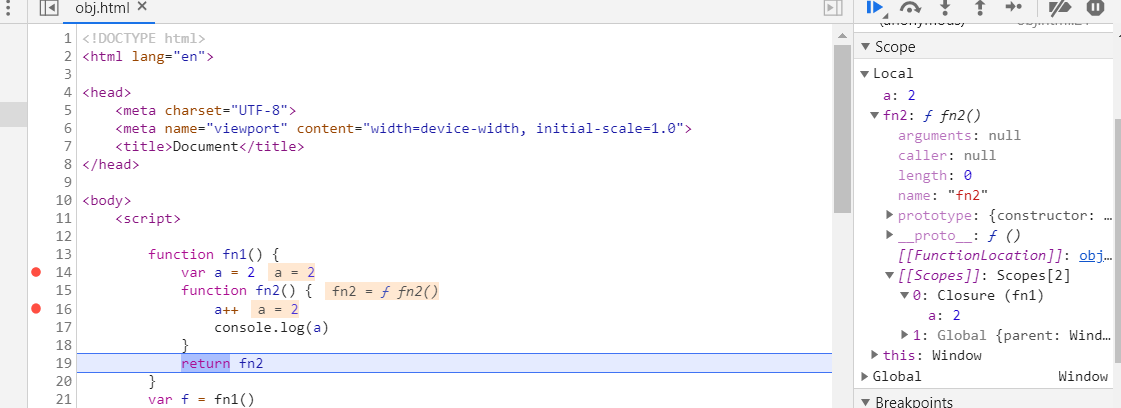 obj.html ×
1 <!DOCTYPE html>
2 <html lang="en">
3
4 <head>
5 <meta charset="UTF-8">
6 <meta name="viewport" content="width=device-width, initial-scale=1.0">
7 <title>Document</title>
8 </head>
9
10 <body>
11 <script>
12
13 function fn1() {
14 var a = 2 a = 2
15 function fn2() { fn2 = ƒ fn2()
16 a++ a = 2
17 console.log(a)
18 }
19 return fn2
20 }
21 var f = fn1()
Scope
Local
a: 2
fn2: ƒ fn2()
arguments: null
caller: null
length: 0
name: "fn2"
prototype: {constructor: …
__proto__: ƒ ()
[[FunctionLocation]]: obj…
[[Scopes]]: Scopes[2]
0: Closure (fn1)
a: 2
1: Global {parent: Wind…
this: Window
Global Window
Breakpoints